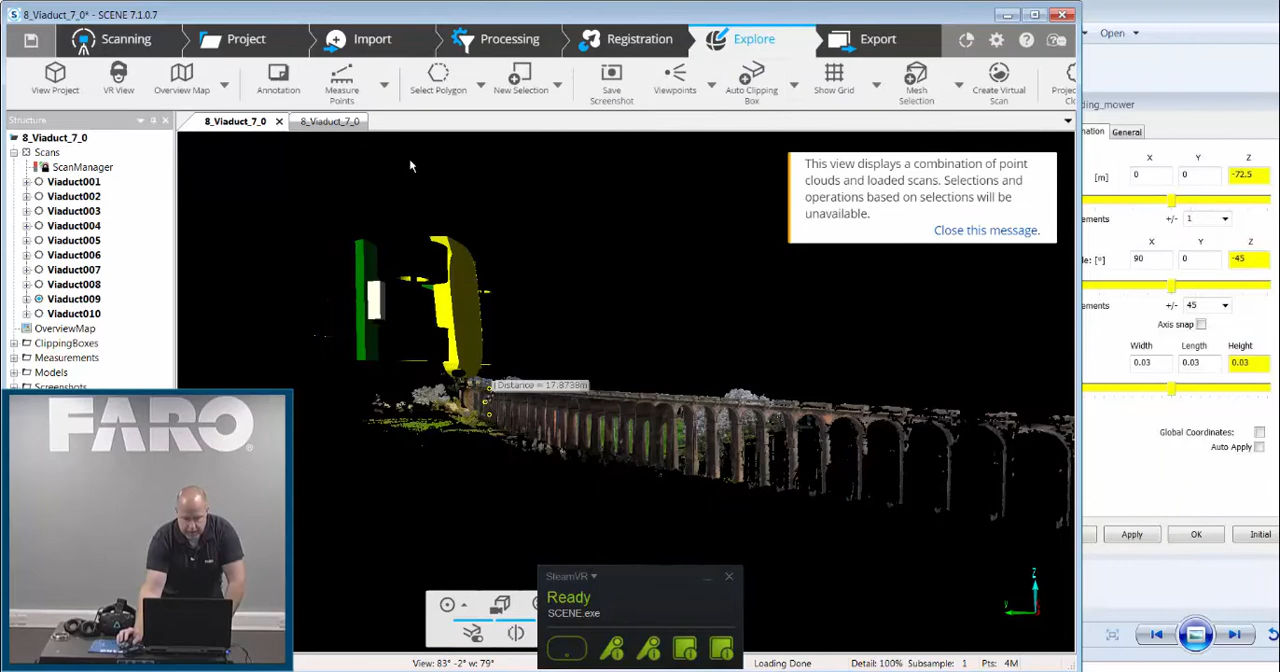 8_Viaduct_7_0* - SCENE 7.1.0.7
Scanning
Project
Import
Processing
Registration
Explore
Export
Open
View Project
VR View
Overview Map
Annotation
Measure
Points
Select Polygon
New Selection
Save
Screenshot
Viewpoints
Auto Clipping
Box
Show Grid
Mesh
Selection
Create Virtual
Scan
Structure
8_Viaduct_7_0
8_Viaduct_7_0
8_Viaduct_7_0
Scans
ScanManager
Viaduct001
Viaduct002
Viaduct003
Viaduct004
Viaduct005
Viaduct006
Viaduct007
Viaduct008
Viaduct009
Viaduct010
OverviewMap
ClippingBoxes
Measurements
Models
Screenshots
This view displays a combination of point
clouds and loaded scans. Selections and
operations based on selections will be
unavailable.
Close this message.
Distance = 17.8738m
General
X Y Z
[m] 0 0 -72.5
+/- 1
X Y Z
90 0 -45
+/- 45
Axis snap
Width Length Height
0.03 0.03 0.03
Global Coordinates:
Auto Apply
Apply
OK
Initial
FARO
SteamVR
Ready
SCENE.exe
z
View: 83° -2° w: 79°
Loading Done
Detail: 100%
Subsample: 1
Pts: 4M